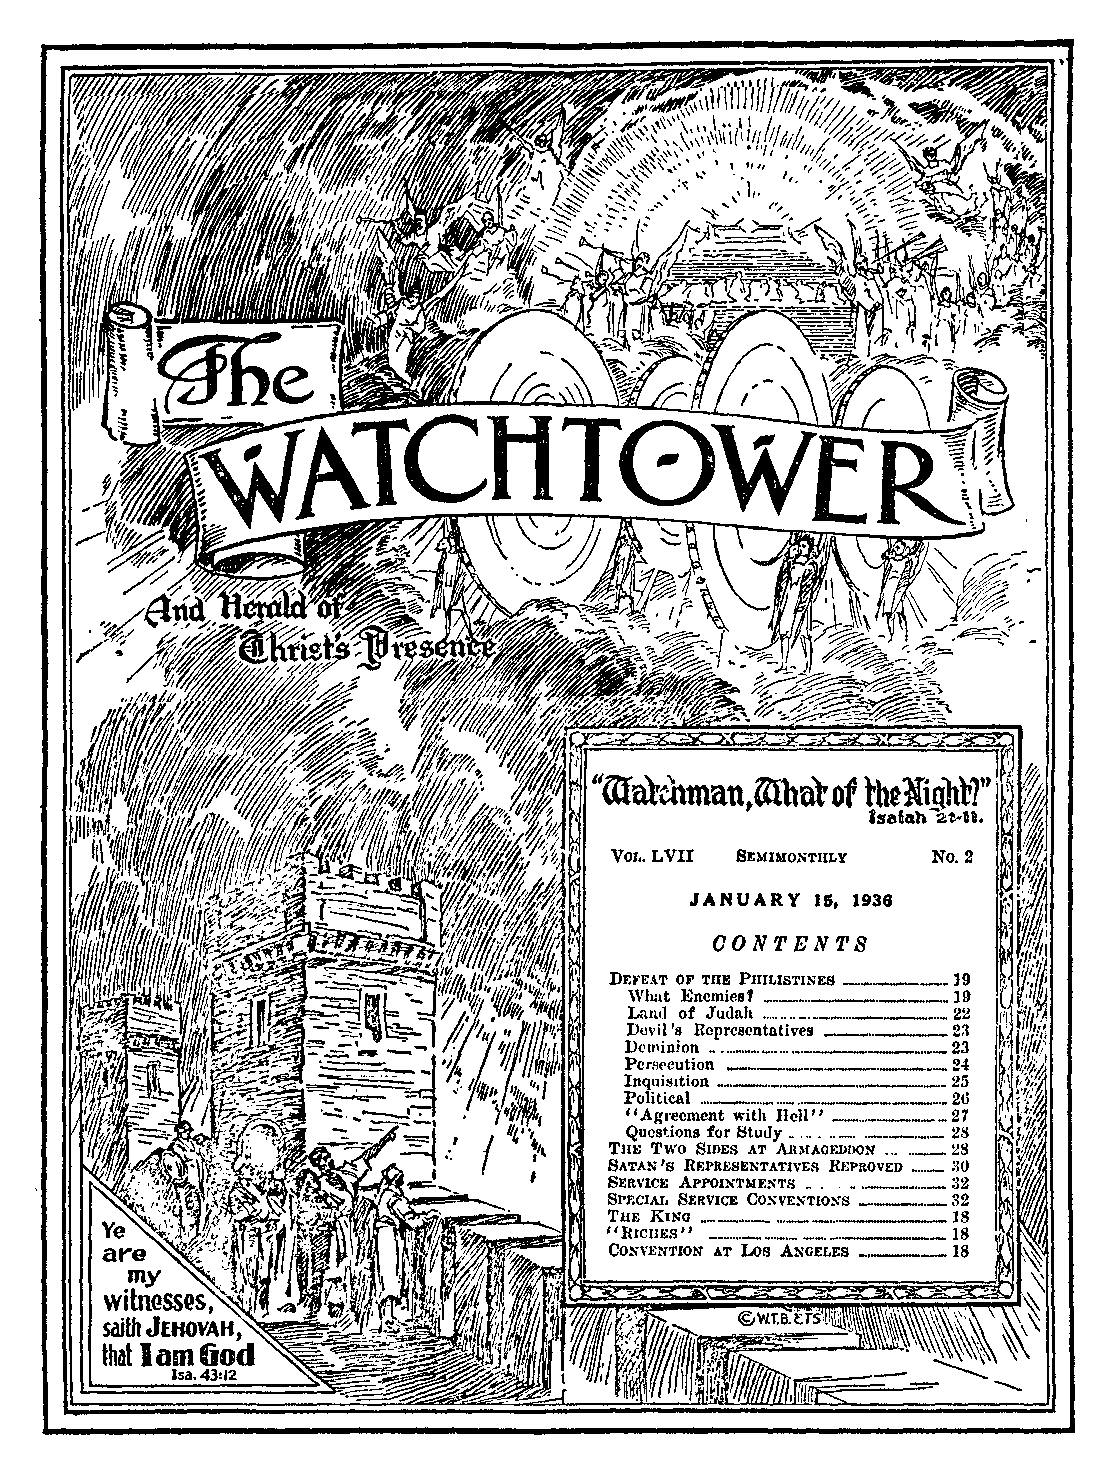 The
WATCHTOWER
And Herald of
Christ's Presence
"Watchman, What of the Night?"
Isaiah 21:11.
VOL. LVII SEMIMONTHLY NO. 2
JANUARY 15, 1936
CONTENTS
DEFEAT OF THE PHILISTINES 19
What Enemies? 19
Land of Judah 22
Devil's Representatives 23
Dominion 23
Persecution 24
Inquisition 25
Political 26
"Agreement with Hell" 27
Questions for Study 28
THE TWO SIDES AT ARMAGEDDON 28
SATAN'S REPRESENTATIVES REPROVED 30
SERVICE APPOINTMENTS 32
SPECIAL SERVICE CONVENTIONS 32
THE KING 18
"RICHES" 18
CONVENTION AT LOS ANGELES 18
©W.T.B.&T.S
Ye
are
my
witnesses,
saith JEHOVAH,
that I am God
Isa. 43:12